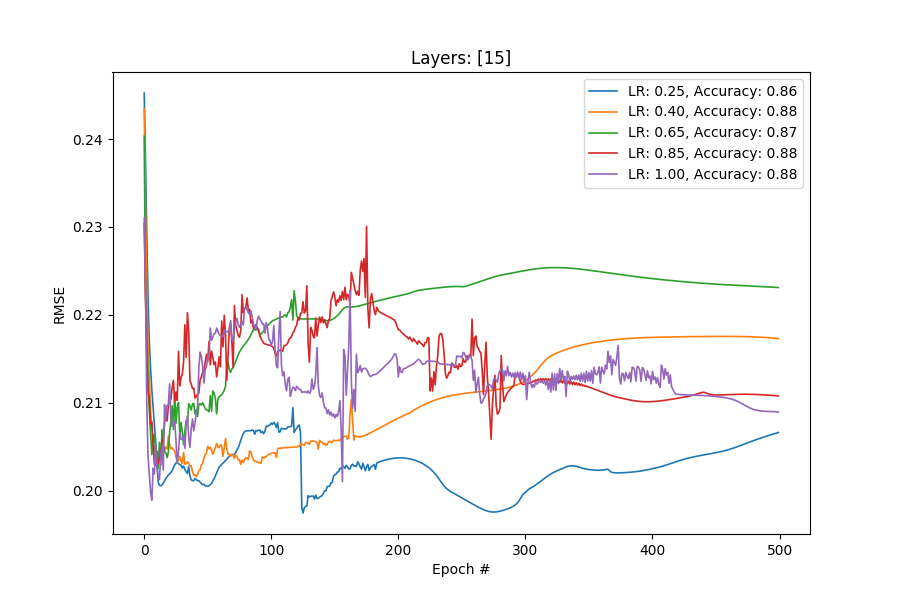 Layers: [15]
LR: 0.25, Accuracy: 0.86
LR: 0.40, Accuracy: 0.88
LR: 0.65, Accuracy: 0.87
LR: 0.85, Accuracy: 0.88
LR: 1.00, Accuracy: 0.88
0.24
0.23
0.22
0.21
0.20
RMSE
0 100 200 300 400 500
Epoch #